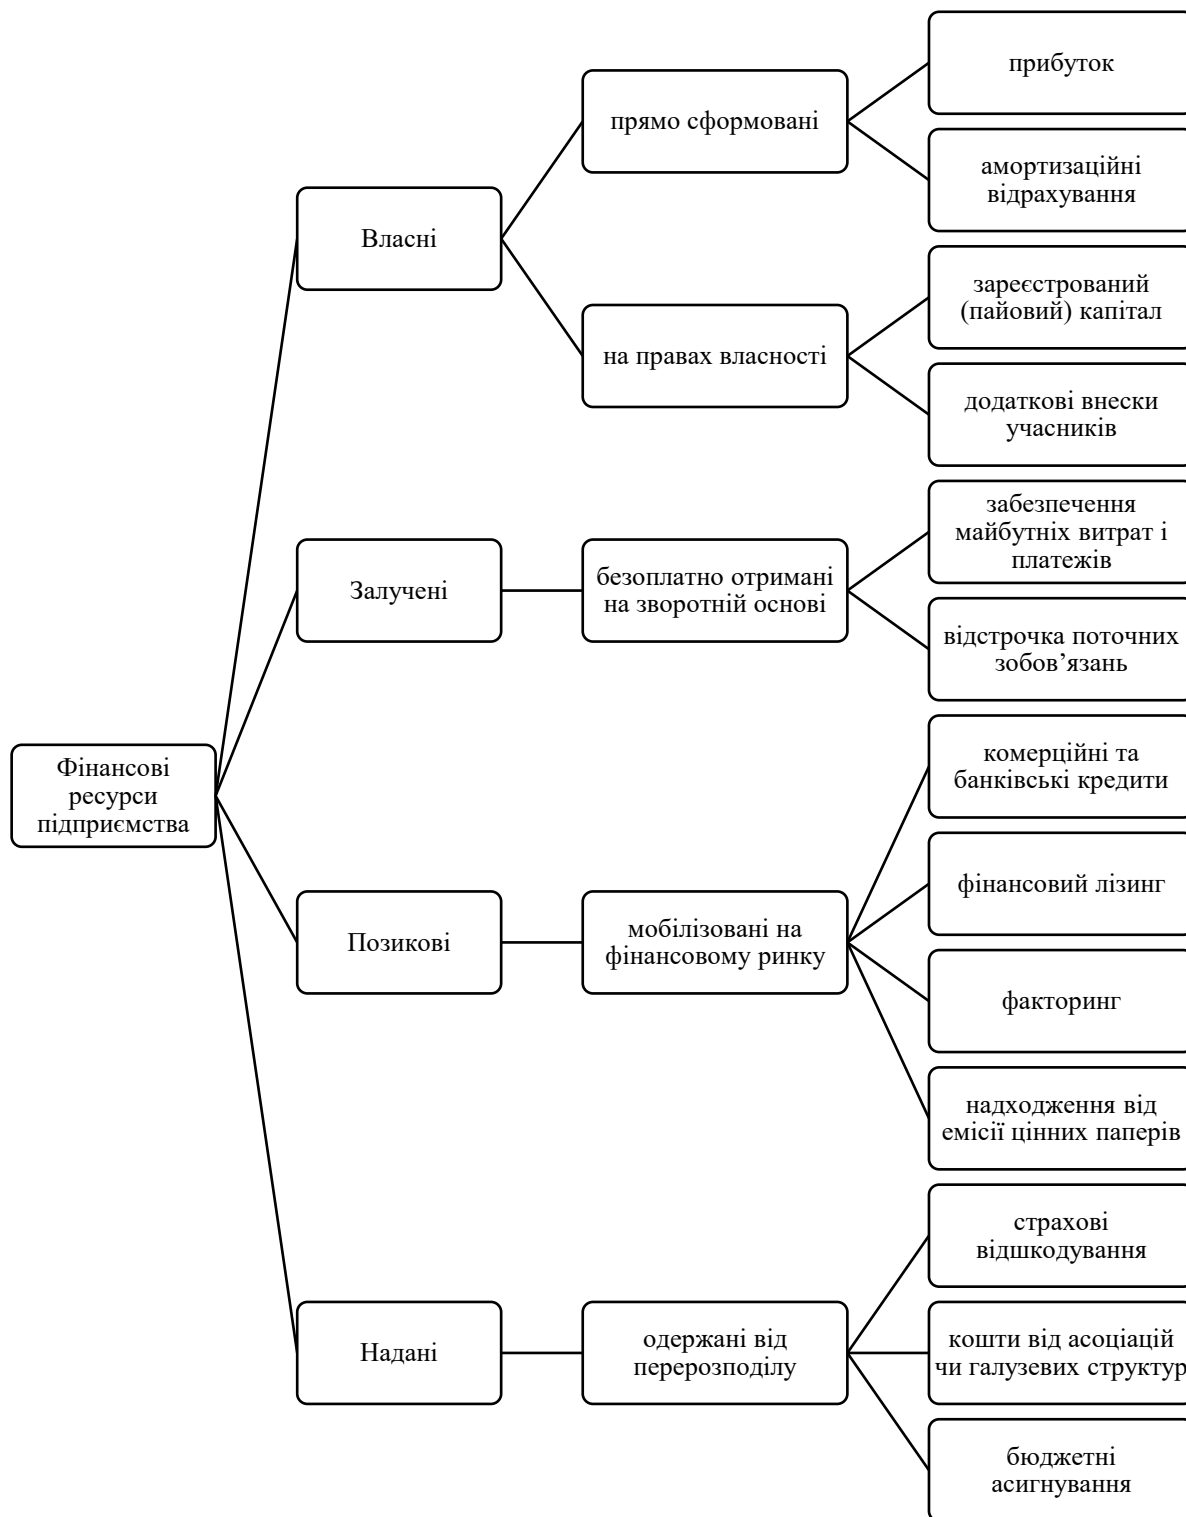 Фінансові
ресурси
підприємства
Власні
прямо сформовані
прибуток
амортизаційні
відрахування
на правах власності
зареєстрований
(пайовий) капітал
додаткові внески
учасників
Залучені
безоплатно отримані
на зворотній основі
забезпечення
майбутніх витрат і
платежів
відстрочка поточних
зобов’язань
Позикові
мобілізовані на
фінансовому ринку
комерційні та
банківські кредити
фінансовий лізинг
факторинг
надходження від
емісії цінних паперів
Надані
одержані від
перерозподілу
страхові
відшкодування
кошти від асоціацій
чи галузевих структур
бюджетні
асигнування